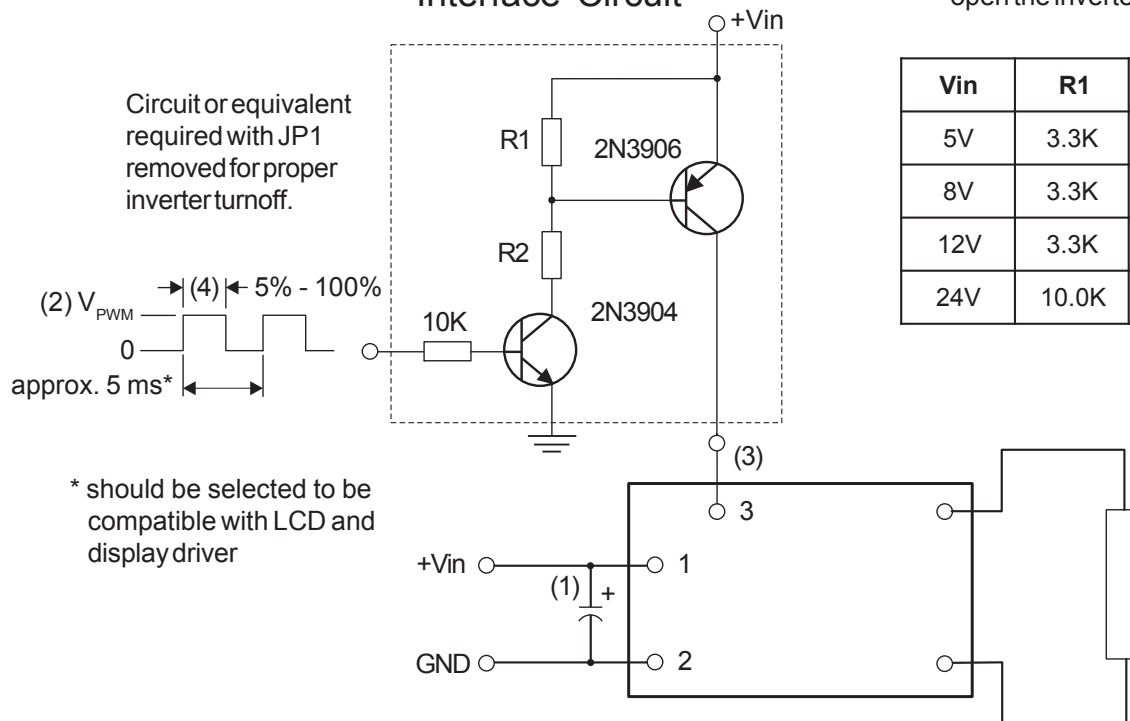 Interface Circuit
open the inverte
+Vin
Circuit or equivalent
required with JP1
removed for proper
inverter turnoff.
R1
2N3906
R2
2N3904
10K
(2) VPWM
(4)
5% - 100%
0
approx. 5 ms*
* should be selected to be
compatible with LCD and
display driver
(3)
3
+Vin
1
(1)
+
GND
2
Vin R1
5V 3.3K
8V 3.3K
12V 3.3K
24V 10.0K